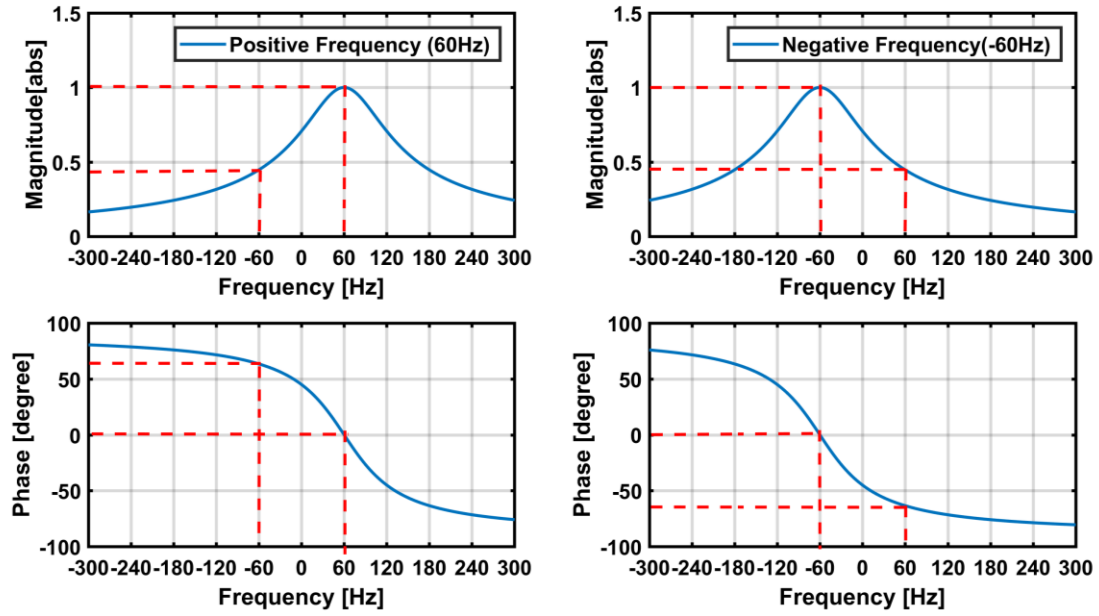 1.5
1
0.5
0
Magnitude[abs]
Positive Frequency (60Hz)
-300 -240 -180 -120 -60 0 60 120 180 240 300
Frequency [Hz]
1.5
1
0.5
0
Magnitude[abs]
Negative Frequency(-60Hz)
-300 -240 -180 -120 -60 0 60 120 180 240 300
Frequency [Hz]
100
50
0
-50
-100
Phase [degree]
-300 -240 -180 -120 -60 0 60 120 180 240 300
Frequency [Hz]
100
50
0
-50
-100
Phase [degree]
-300 -240 -180 -120 -60 0 60 120 180 240 300
Frequency [Hz]